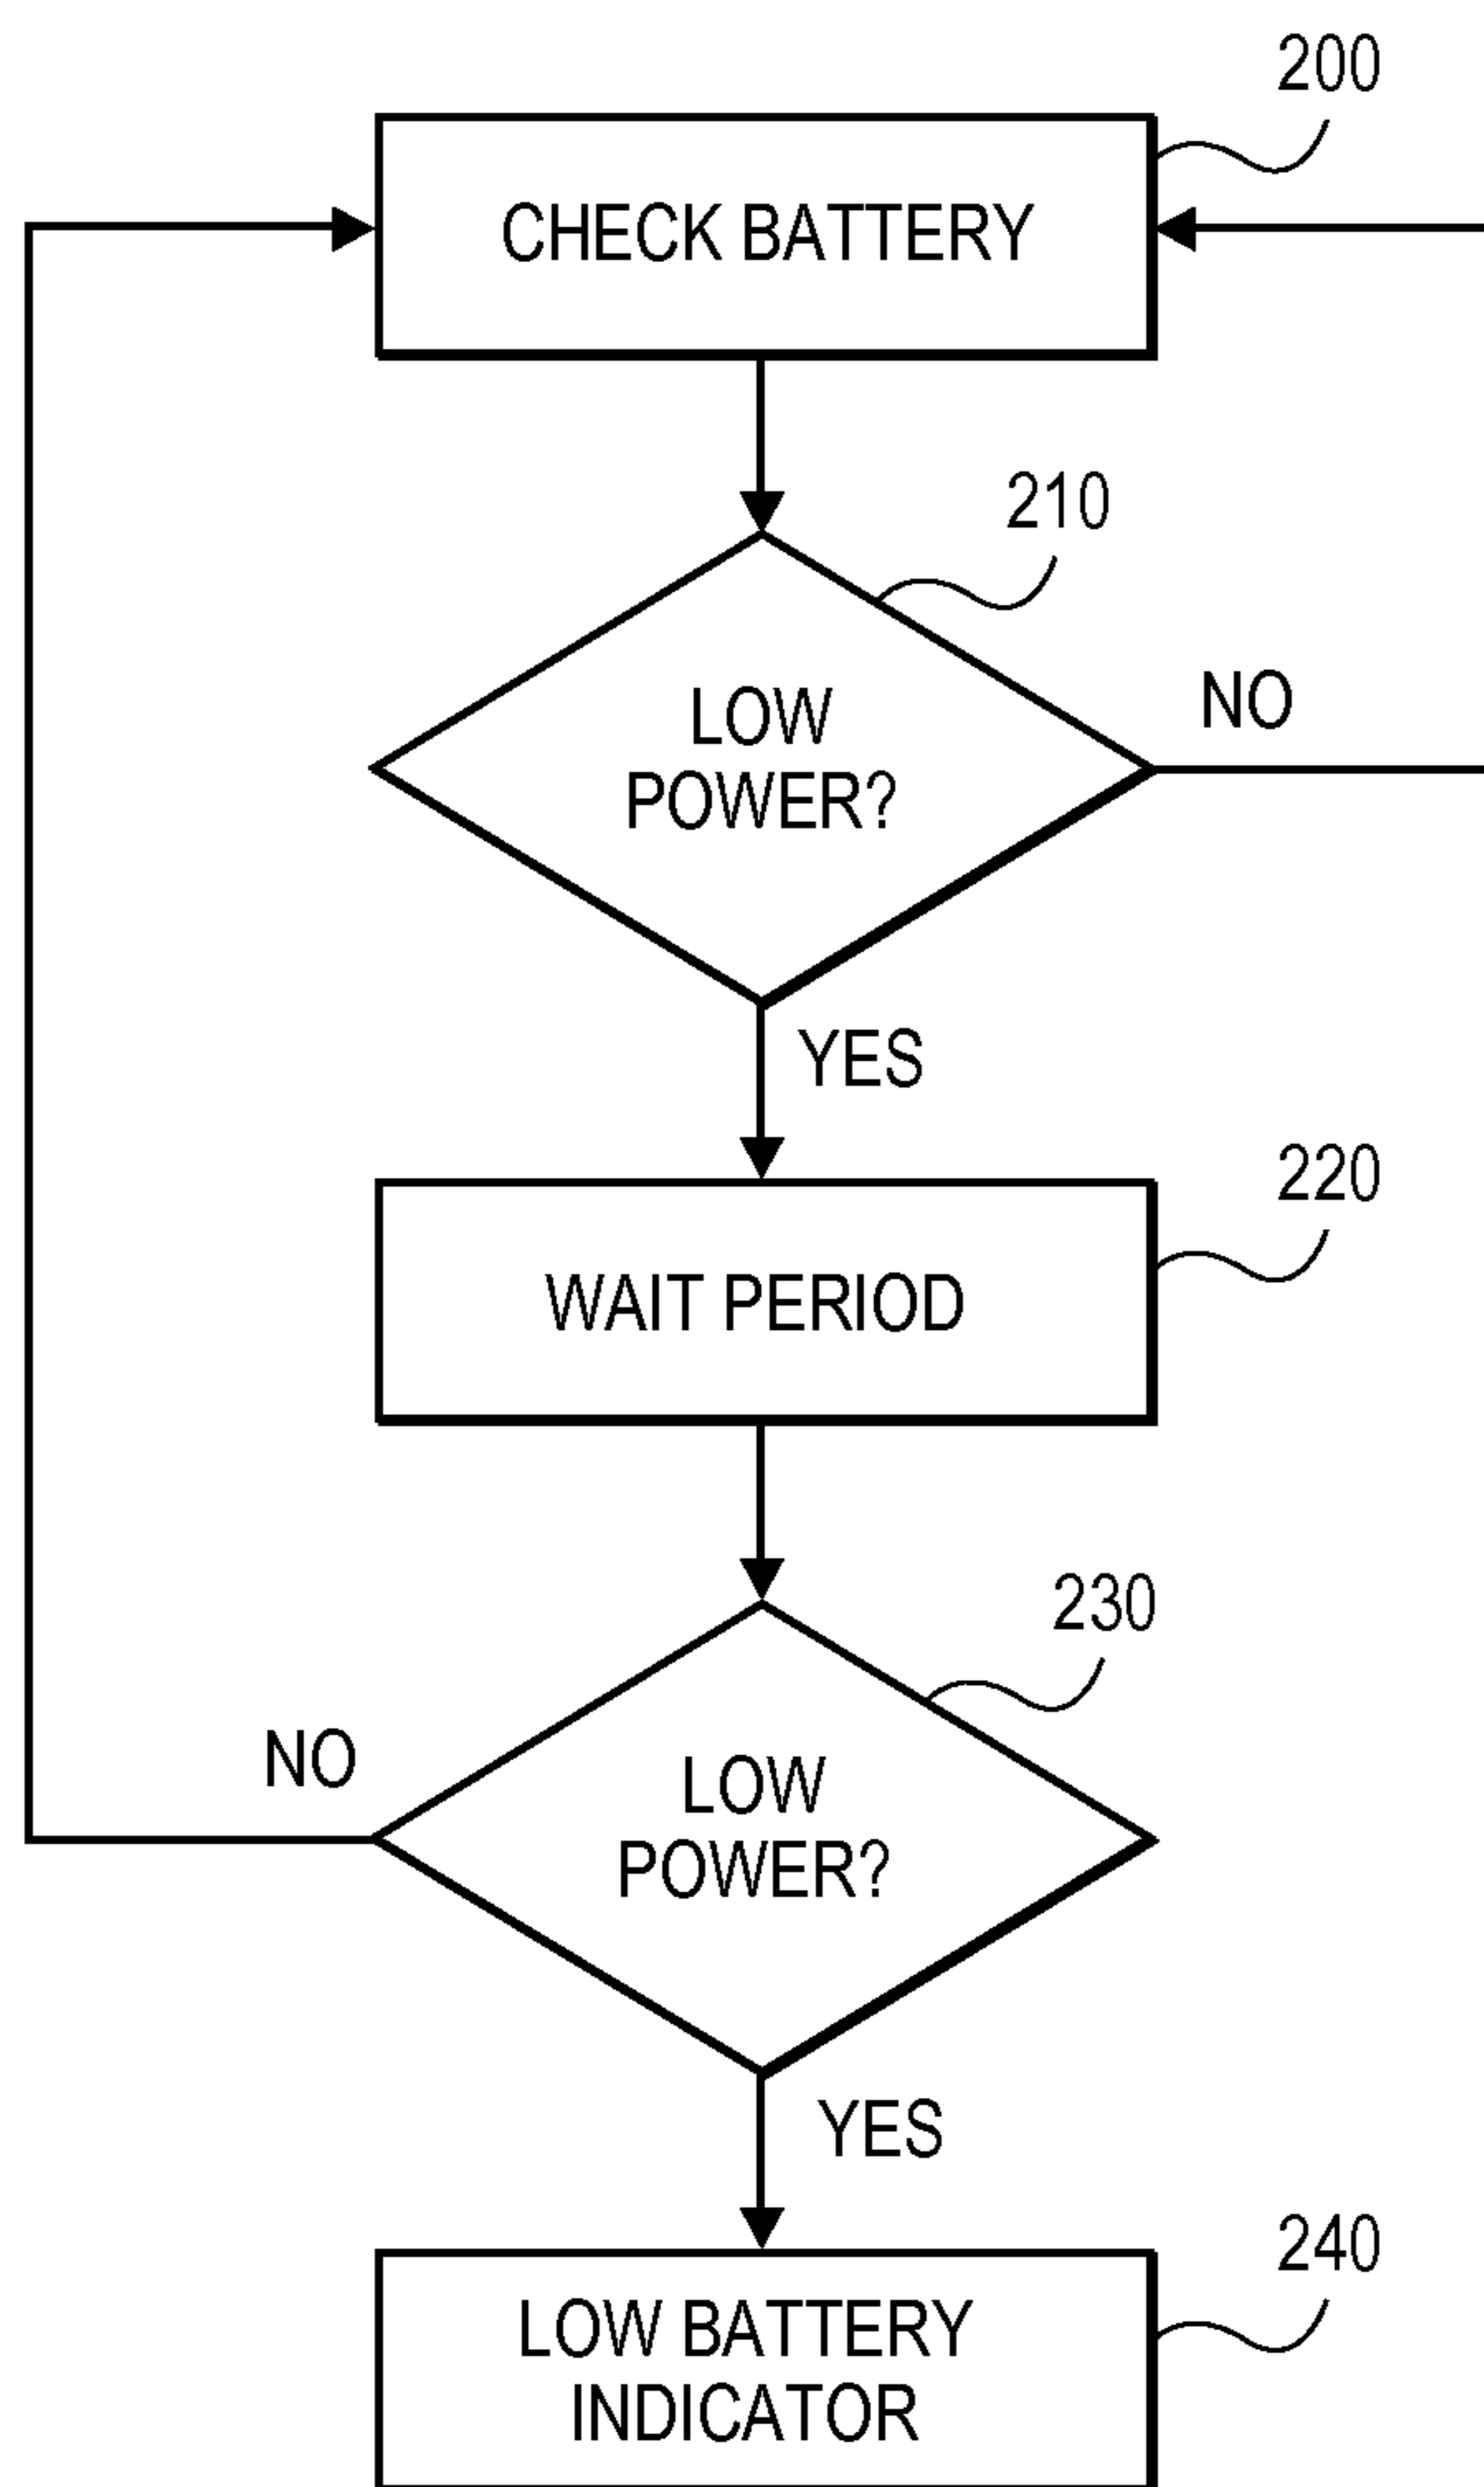 200
CHECK BATTERY
210
LOW
POWER?
NO
YES
220
WAIT PERIOD
230
NO
LOW
POWER?
YES
240
LOW BATTERY
INDICATOR